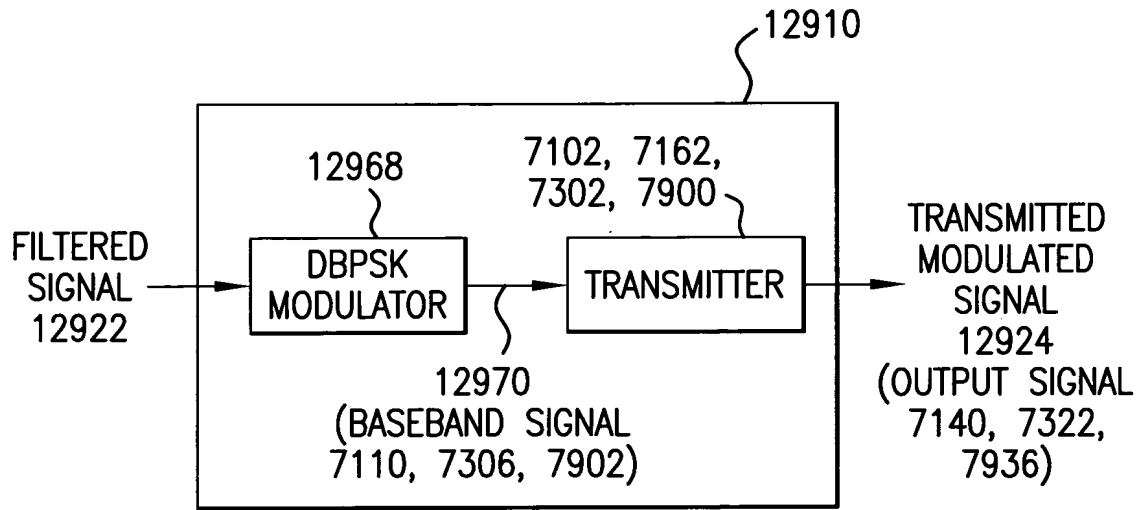 12910
7102, 7162,
7302, 7900
12968
FILTERED
SIGNAL
12922
DBPSK
MODULATOR
TRANSMITTER
TRANSMITTED
MODULATED
SIGNAL
12924
(OUTPUT SIGNAL
7140, 7322,
7936)
12970
(BASEBAND SIGNAL
7110, 7306, 7902)